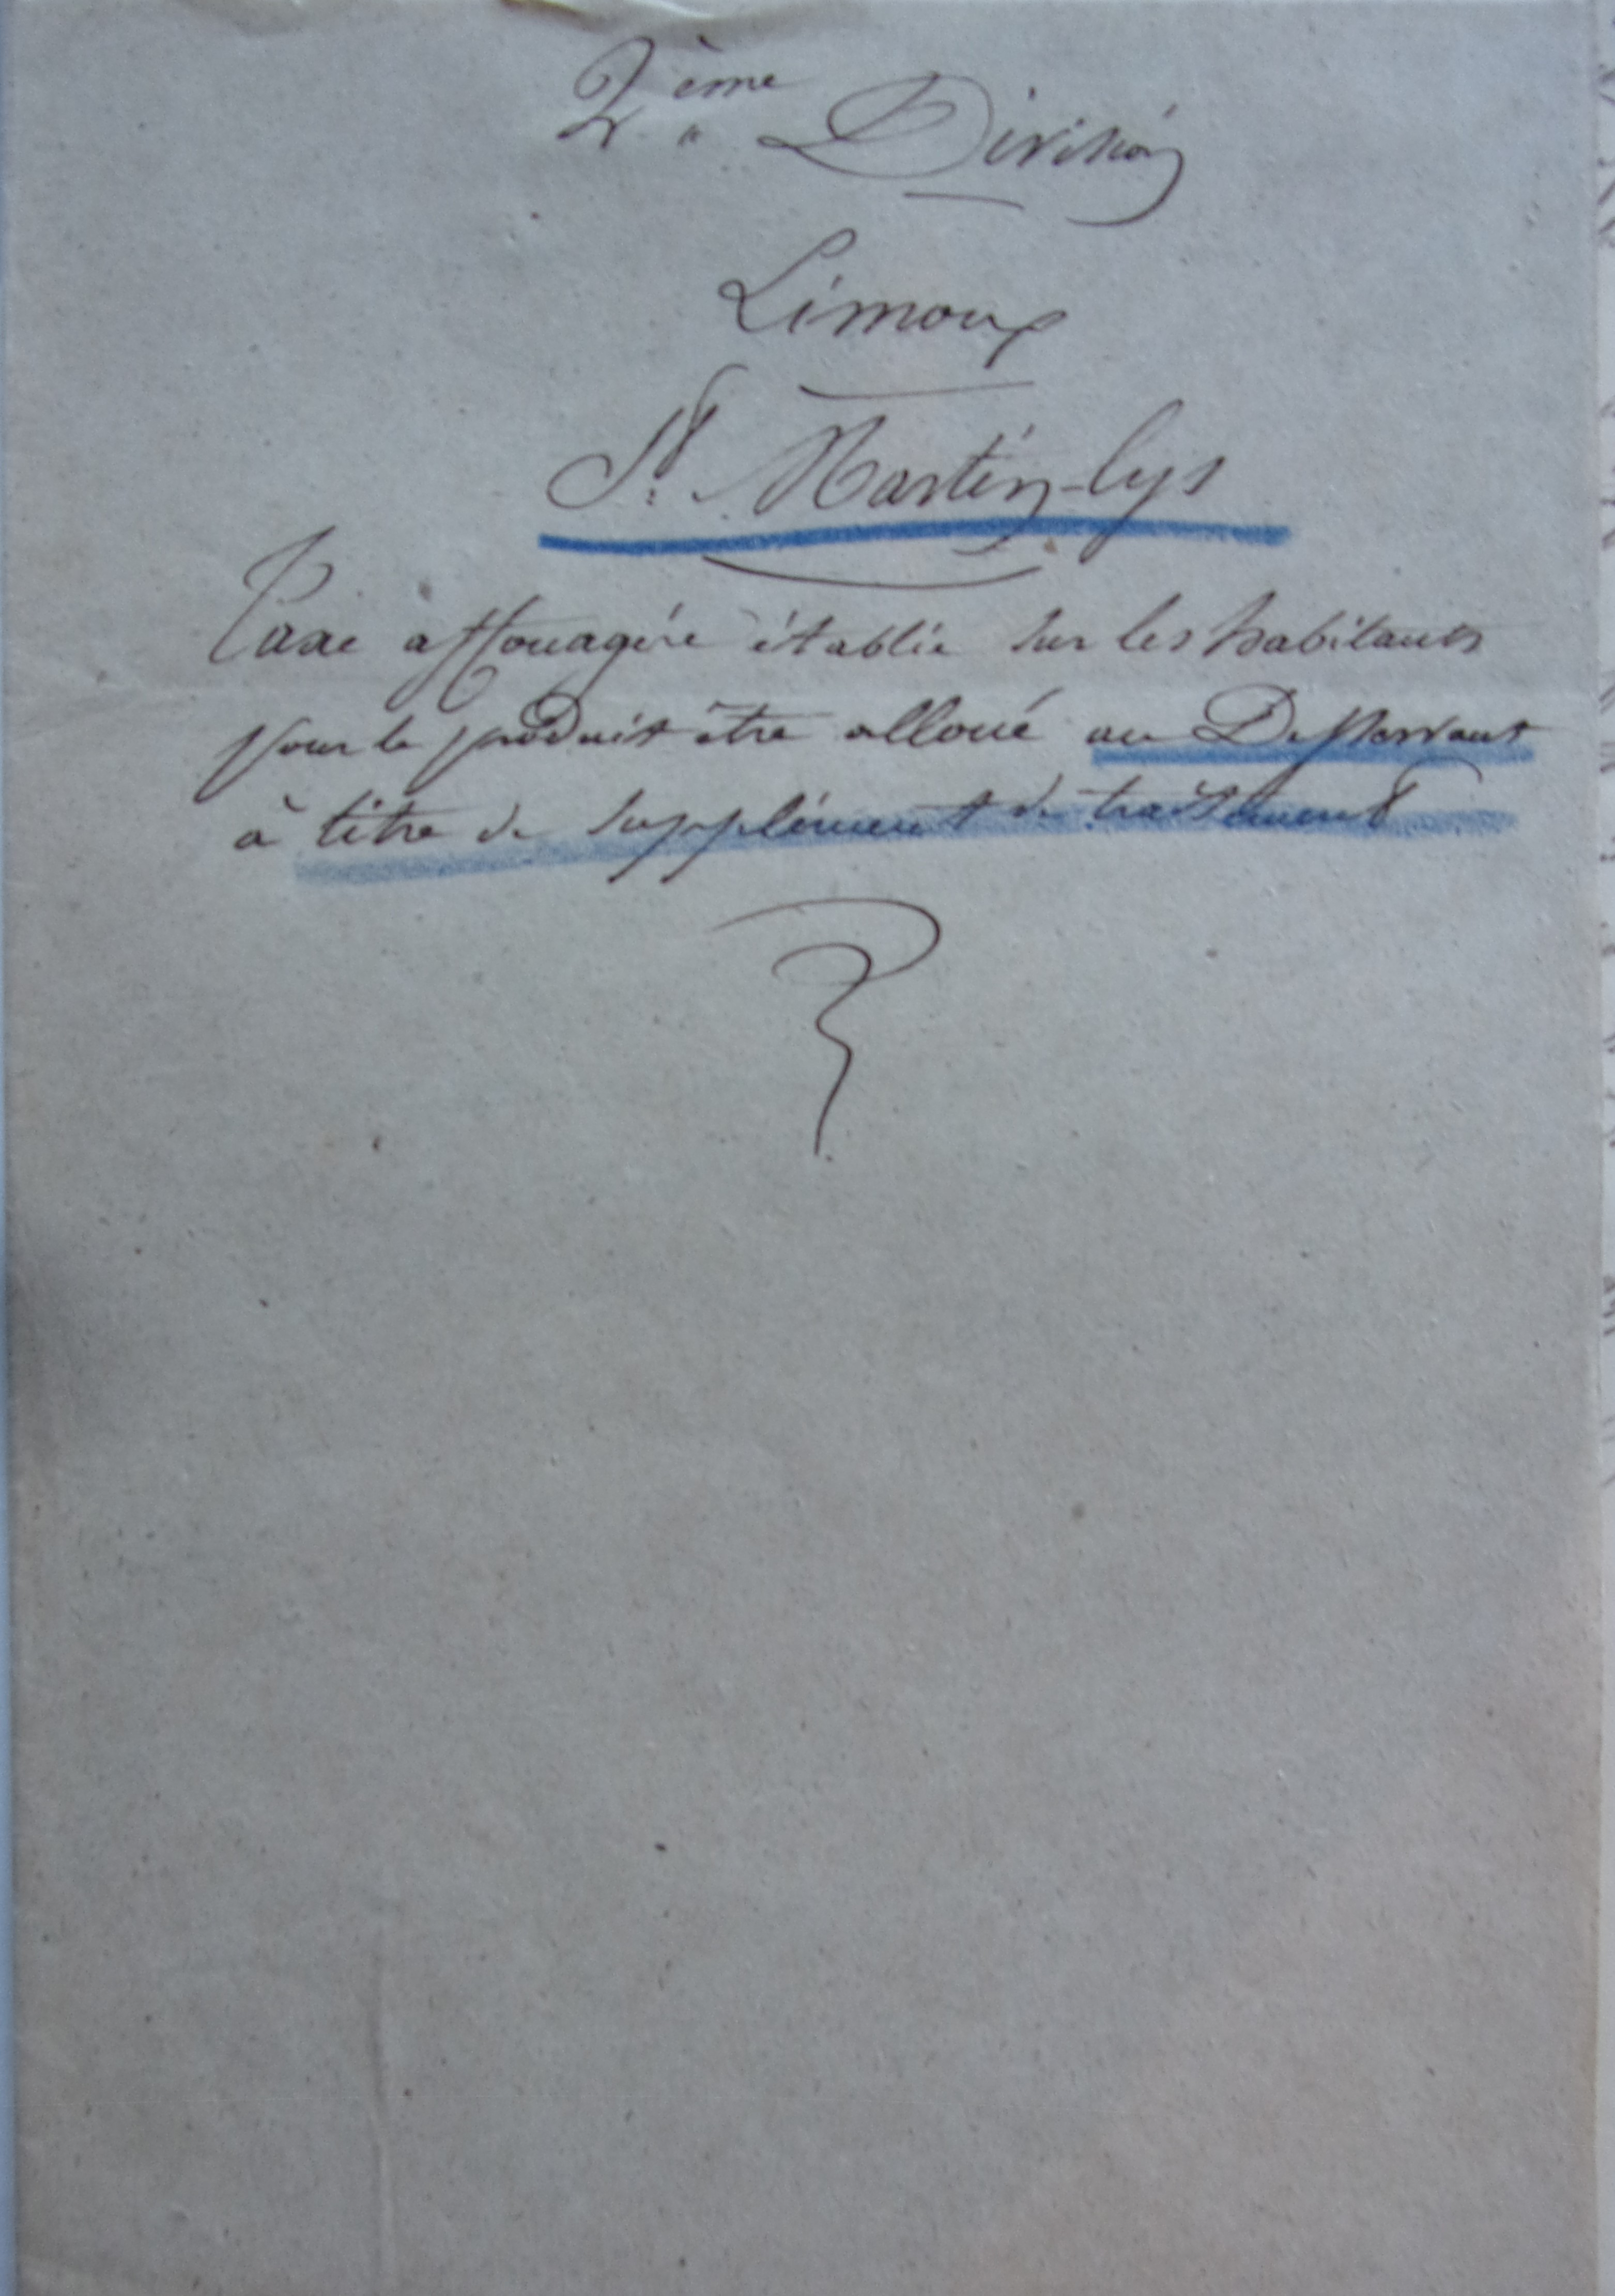 2ème Division
Limoux
St. Martin-lys
Taxe affouagère établie sur les habitants
pour le produit être alloué au Desservant
à titre de supplément de traitement